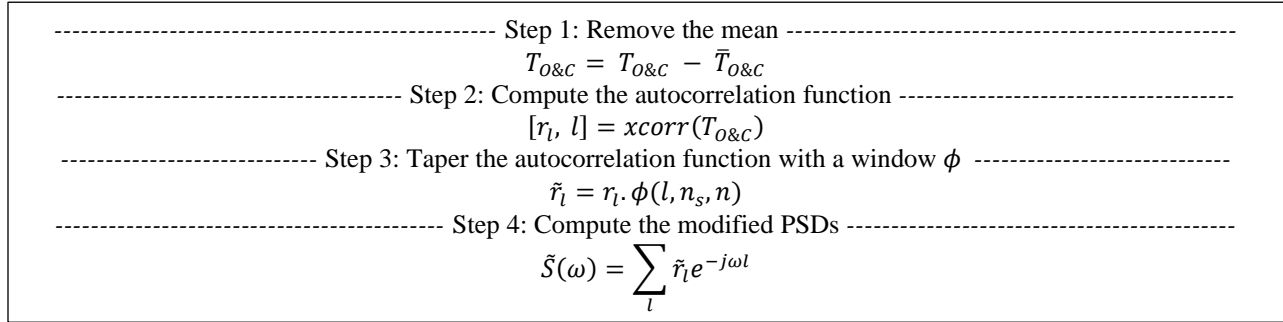 ------------------------------------------------- Step 1: Remove the mean --------------------------------------------------
T_{O&C} = T_{O&C} − T̄_{O&C}
--------------------------------------- Step 2: Compute the autocorrelation function -------------------------------------
[r_l, l] = xcorr(T_{O&C})
----------------------------- Step 3: Taper the autocorrelation function with a window ϕ -----------------------------
r̃_l = r_l. ϕ(l, n_s, n)
-------------------------------------------- Step 4: Compute the modified PSDs --------------------------------------------
S̃(ω) = ∑_l r̃_l e^{−jωl}